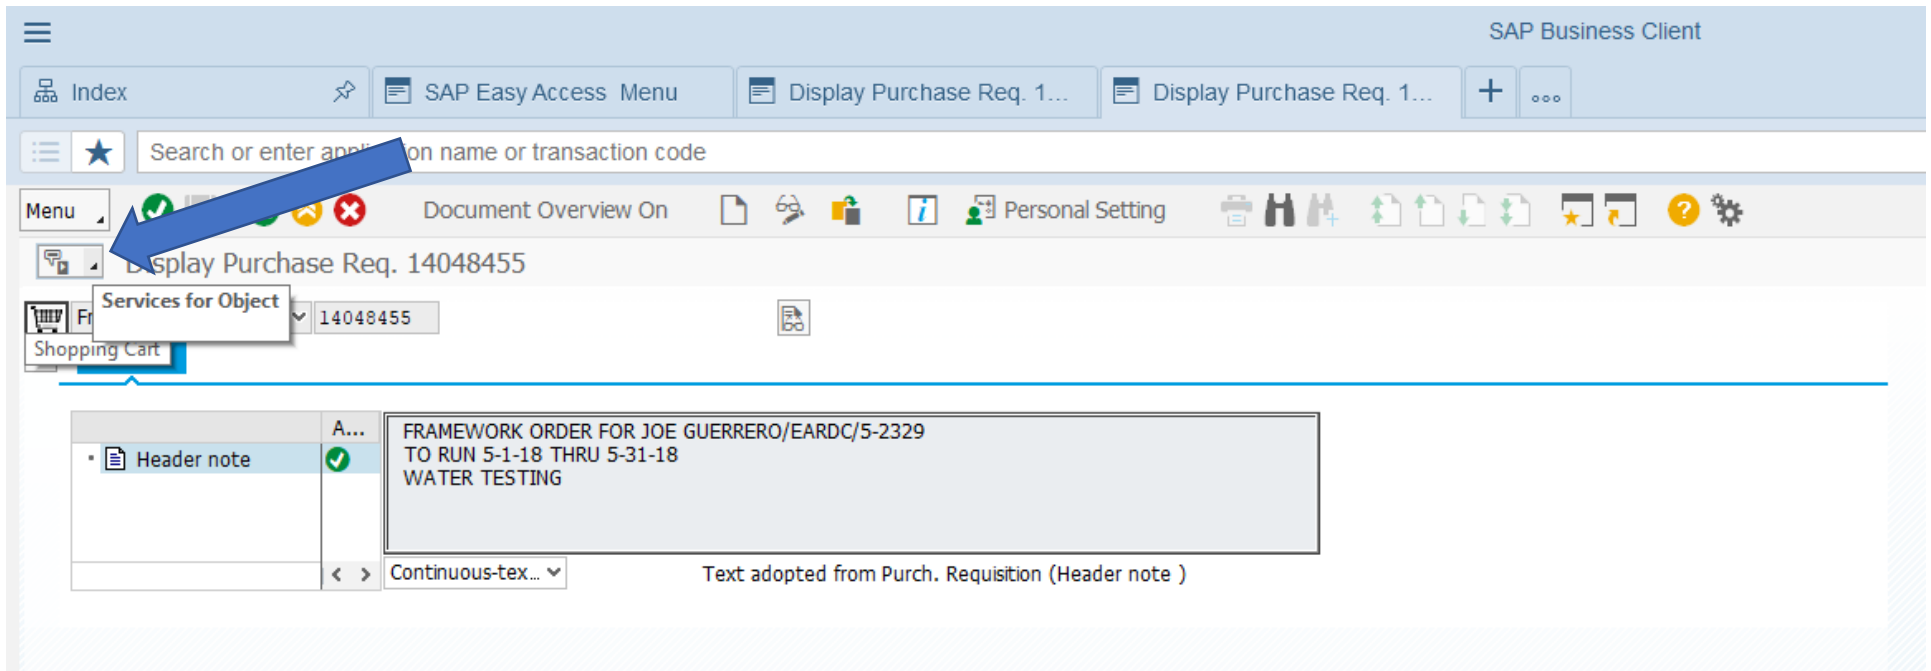 SAP Business Client
Index
SAP Easy Access Menu
Display Purchase Req. 1...
Display Purchase Req. 1...
Search or enter on name or transaction code
Menu
Document Overview On
Personal Setting
Display Purchase Req. 14048455
Services for Object
14048455
Shopping Cart
A...
Header note
FRAMEWORK ORDER FOR JOE GUERRERO/EARDC/5-2329
TO RUN 5-1-18 THRU 5-31-18
WATER TESTING
Continuous-tex...
Text adopted from Purch. Requisition (Header note )